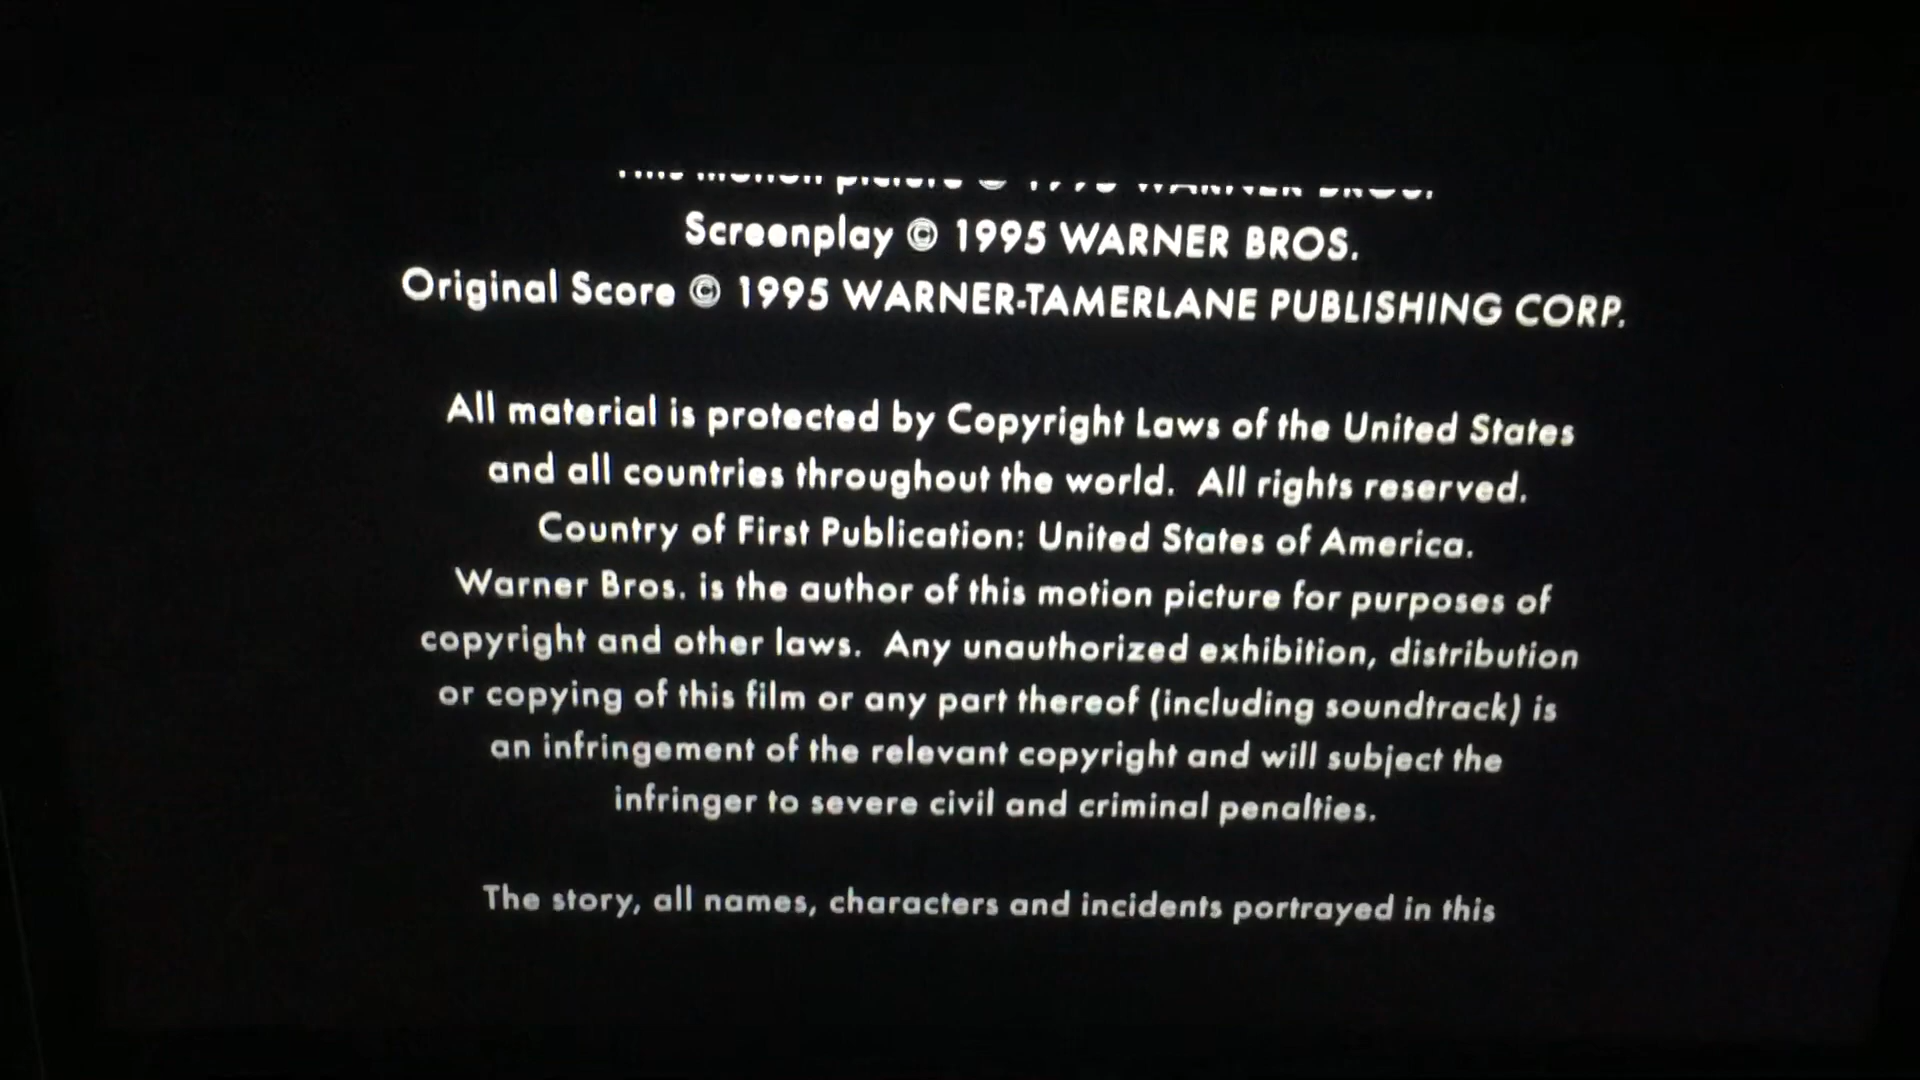 Screenplay © 1995 WARNER BROS.
Original Score © 1995 WARNER-TAMERLANE PUBLISHING CORP.
All material is protected by Copyright Laws of the United States
and all countries throughout the world. All rights reserved.
Country of First Publication: United States of America.
Warner Bros. is the author of this motion picture for purposes of
copyright and other laws. Any unauthorized exhibition, distribution
or copying of this film or any part thereof (including soundtrack) is
an infringement of the relevant copyright and will subject the
infringer to severe civil and criminal penalties.
The story, all names, characters and incidents portrayed in this